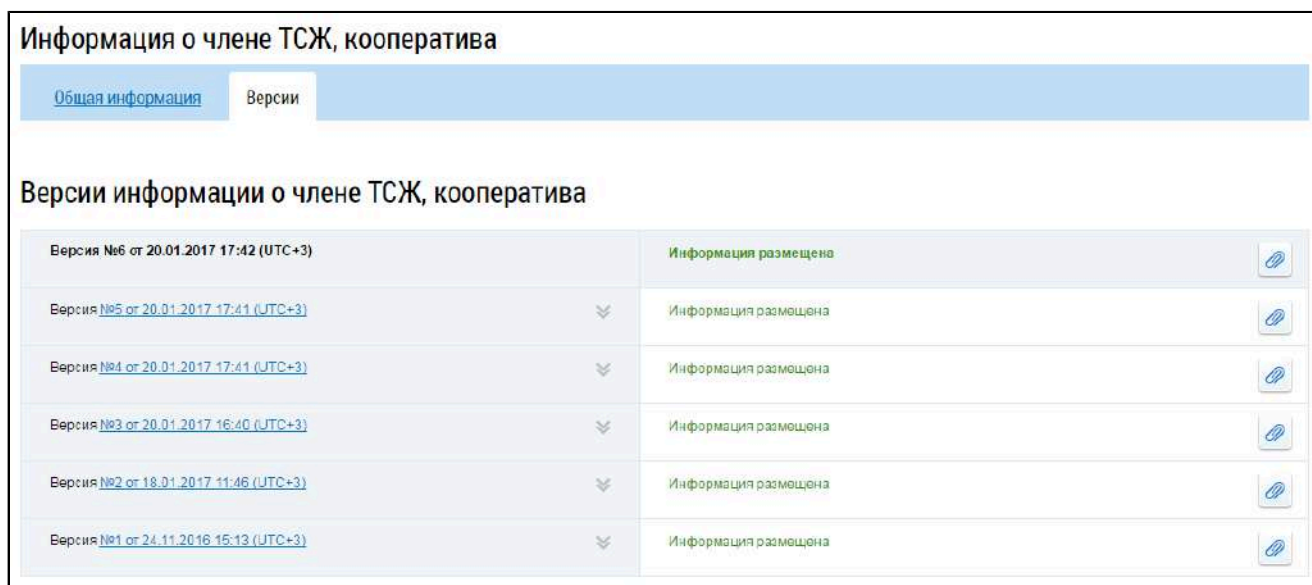 Информация о члене ТСЖ, кооператива
Общая информация Версии
Версии информации о члене ТСЖ, кооператива
Версия №6 от 20.01.2017 17:42 (UTC+3) Информация размещена
Версия №5 от 20.01.2017 17:41 (UTC+3) Информация размещена
Версия №4 от 20.01.2017 17:41 (UTC+3) Информация размещена
Версия №3 от 20.01.2017 16:40 (UTC+3) Информация размещена
Версия №2 от 18.01.2017 11:46 (UTC+3) Информация размещена
Версия №1 от 24.11.2016 15:13 (UTC+3) Информация размещена